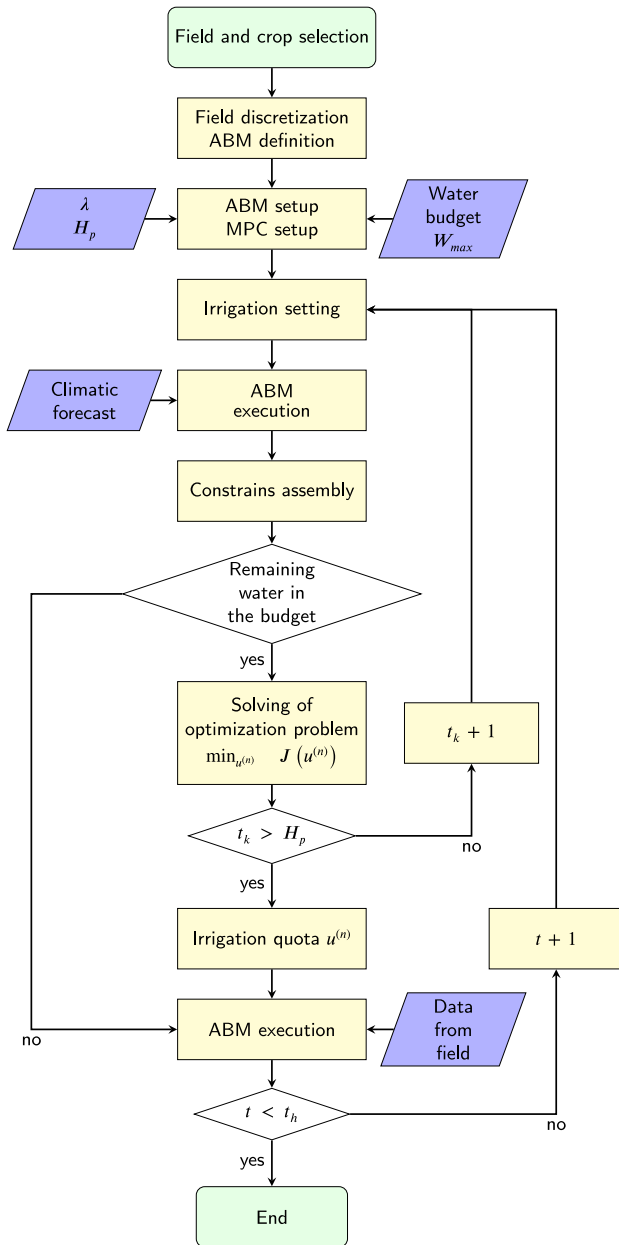 Field and crop selection
Field discretization
ABM definition
λ
H_p
ABM setup
MPC setup
Water
budget
W_max
Irrigation setting
Climatic
forecast
ABM
execution
Constrains assembly
Remaining
water in
the budget
yes
Solving of
optimization problem
min_{u^{(n)}} J (u^{(n)})
t_k + 1
t_k > H_p
no
yes
Irrigation quota u^{(n)}
t + 1
ABM execution
Data
from
field
no
t < t_h
no
yes
End